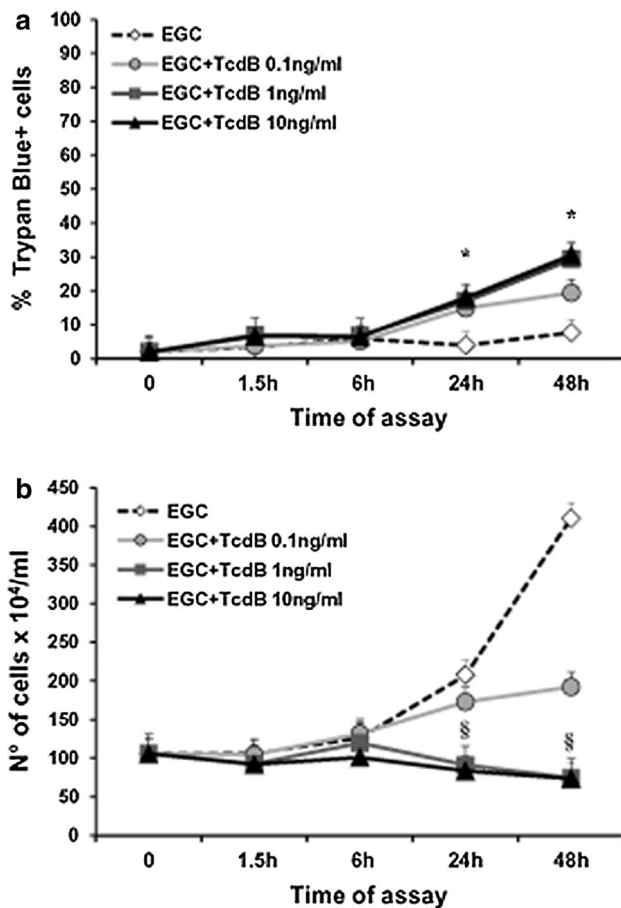 a
100
90
80
70
60
50
40
30
20
10
0
% Trypan Blue+ cells
EGC
EGC+TcdB 0.1ng/ml
EGC+TcdB 1ng/ml
EGC+TcdB 10ng/ml
*
*
0 1.5h 6h 24h 48h
Time of assay
b
450
400
350
300
250
200
150
100
50
0
N° of cells x 10⁴/ml
EGC
EGC+TcdB 0.1ng/ml
EGC+TcdB 1ng/ml
EGC+TcdB 10ng/ml
§
§
0 1.5h 6h 24h 48h
Time of assay